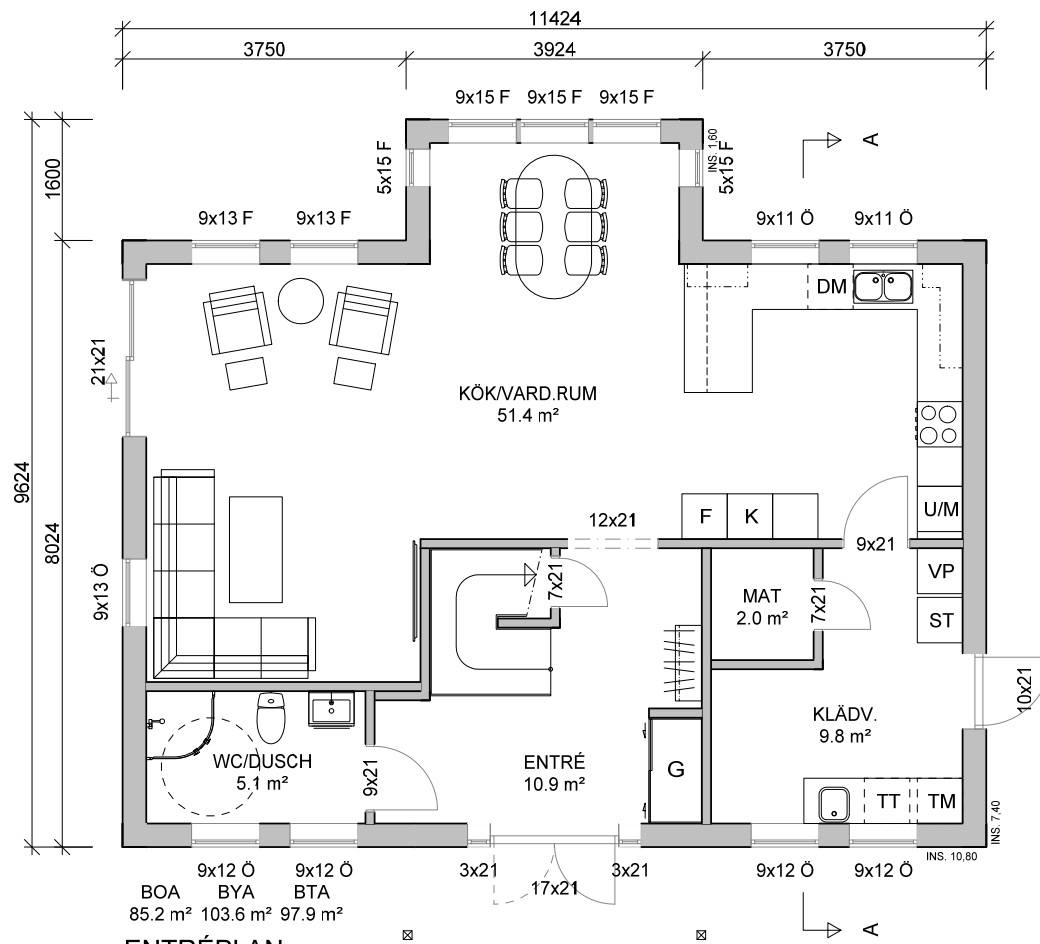 11424
3750 3924 3750
9x15 F 9x15 F 9x15 F
A
5x15 F
INS. 1,60
5x15 F
1600
9x13 F 9x13 F
9x11 Ö 9x11 Ö
DM
21x21
KÖK/VARD.RUM
51.4 m²
9624
8024
F K
U/M
12x21
9x21
9x13 Ö
7x21
MAT
2.0 m²
7x21
VP
ST
10x21
KLÄDV.
9.8 m²
WC/DUSCH
5.1 m²
9x21
ENTRÉ
10.9 m²
G
TT TM
INS. 7,40
INS. 10,80
9x12 Ö 9x12 Ö
3x21 17x21 3x21
9x12 Ö 9x12 Ö
BOA BYA BTA
85.2 m² 103.6 m² 97.9 m²
A
ENTRÉPLAN